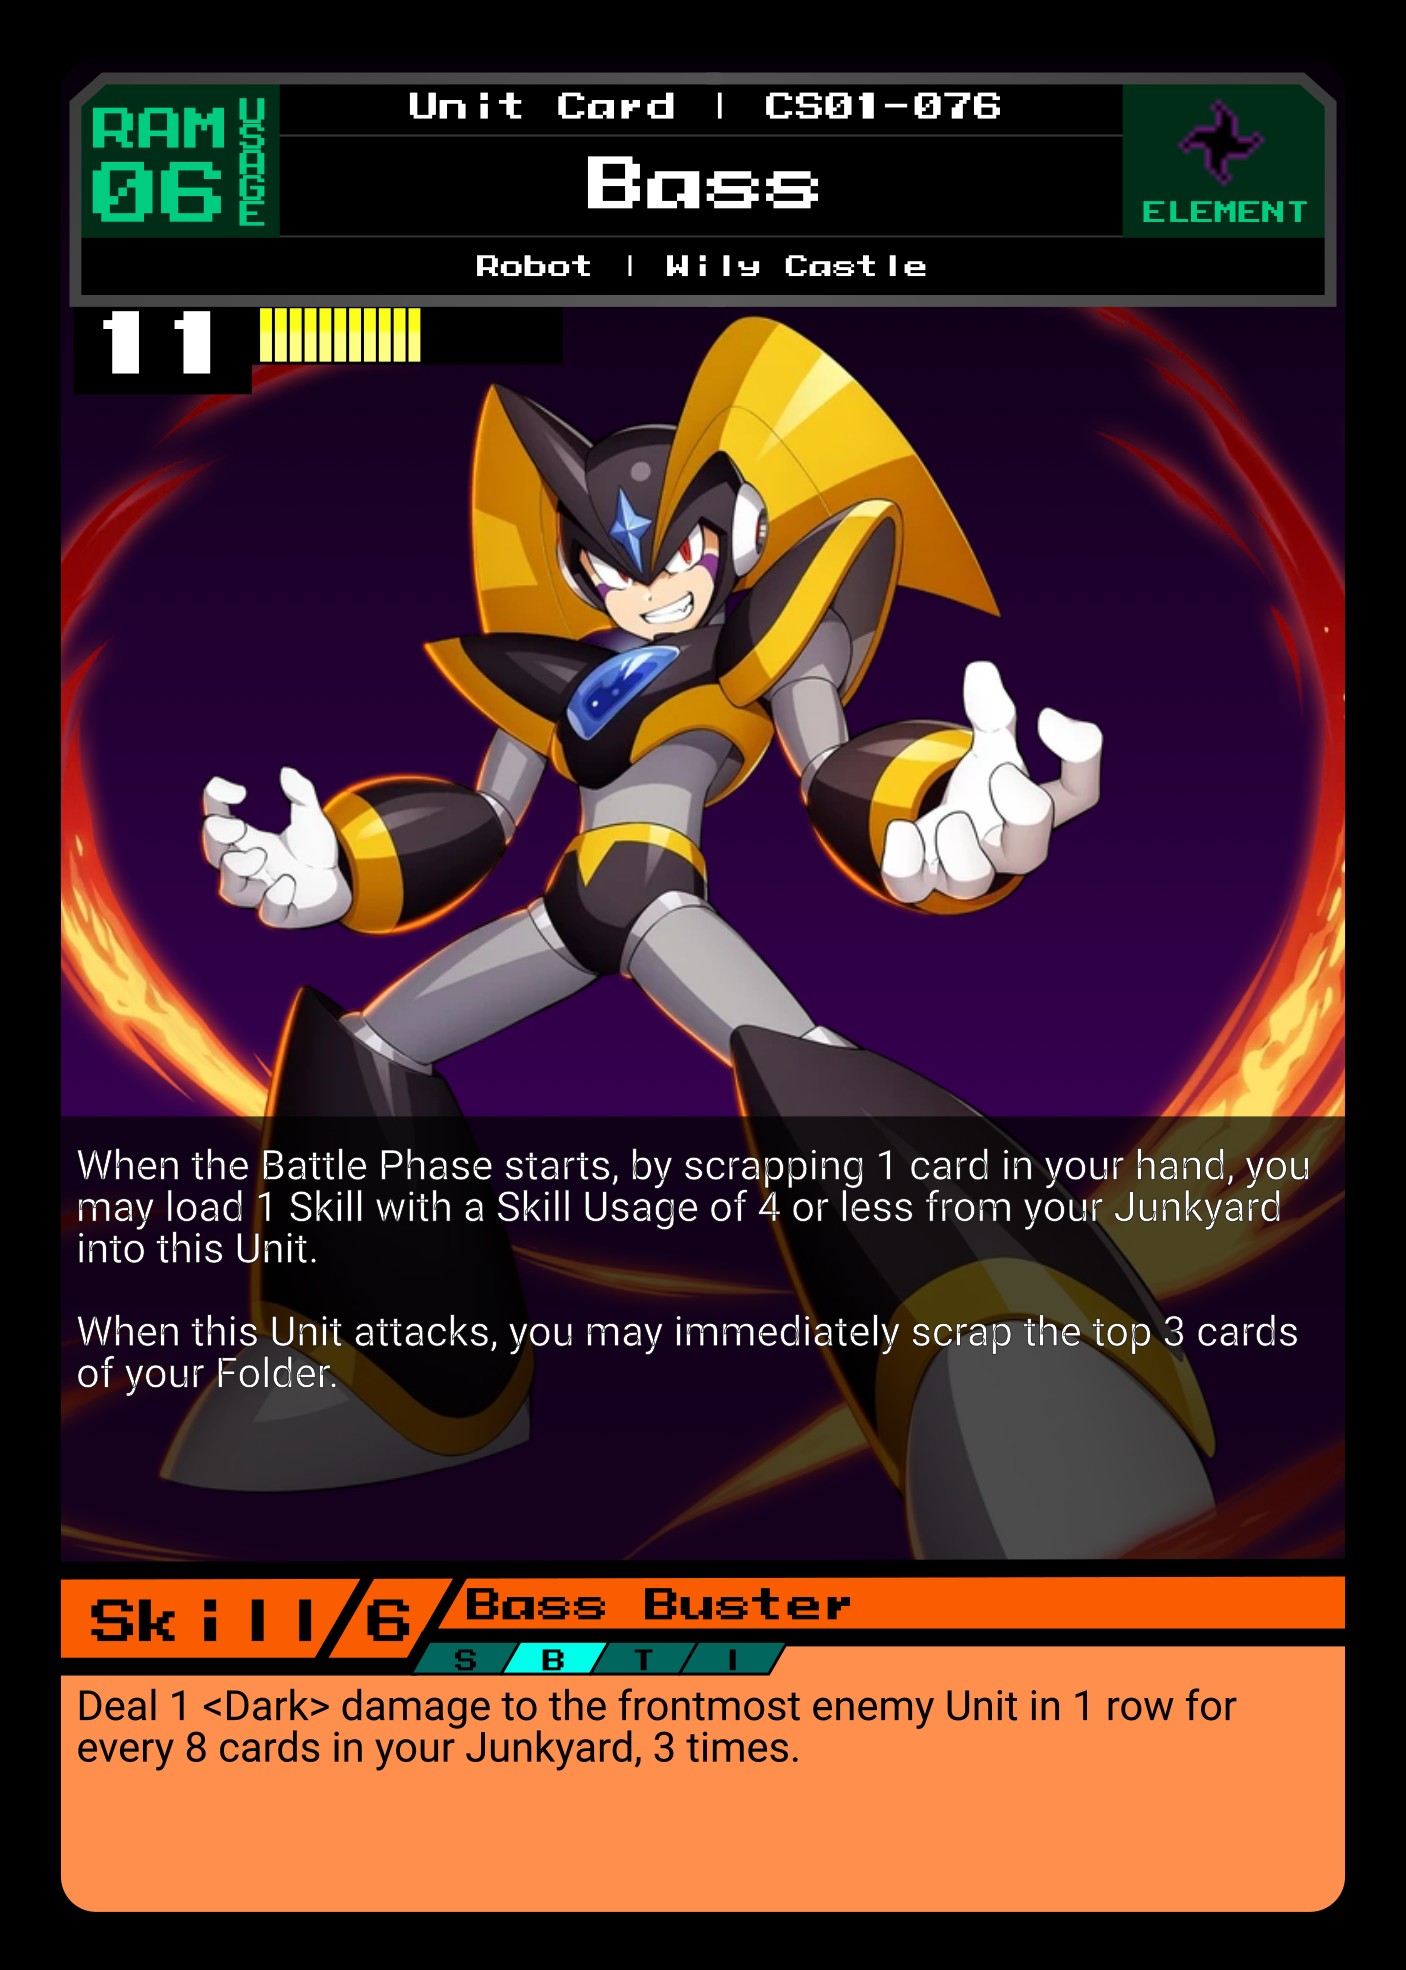 RAM
06
USAGE
Unit Card | CS01-076
Bass
ELEMENT
Robot | Wily Castle
11
When the Battle Phase starts, by scrapping 1 card in your hand, you
may load 1 Skill with a Skill Usage of 4 or less from your Junkyard
into this Unit.
When this Unit attacks, you may immediately scrap the top 3 cards
of your Folder.
Skill/6 Bass Buster
S B T I
Deal 1 <Dark> damage to the frontmost enemy Unit in 1 row for
every 8 cards in your Junkyard, 3 times.